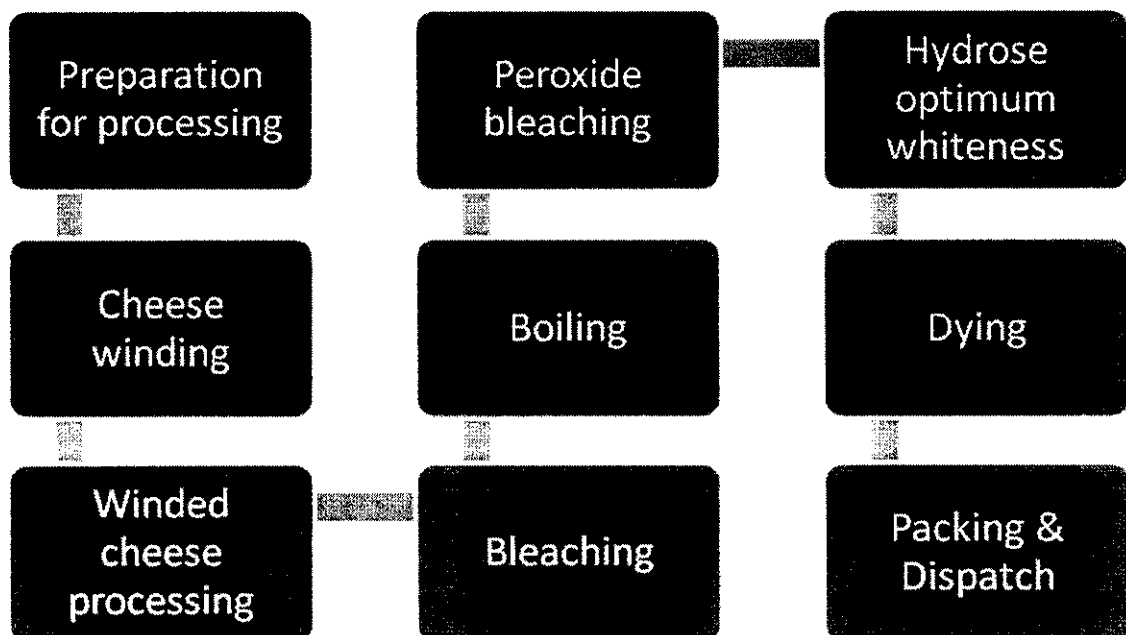 Preparation
for processing
Cheese
winding
Winded
cheese
processing
Bleaching
Boiling
Peroxide
bleaching
Hydrose
optimum
whiteness
Dying
Packing &
Dispatch